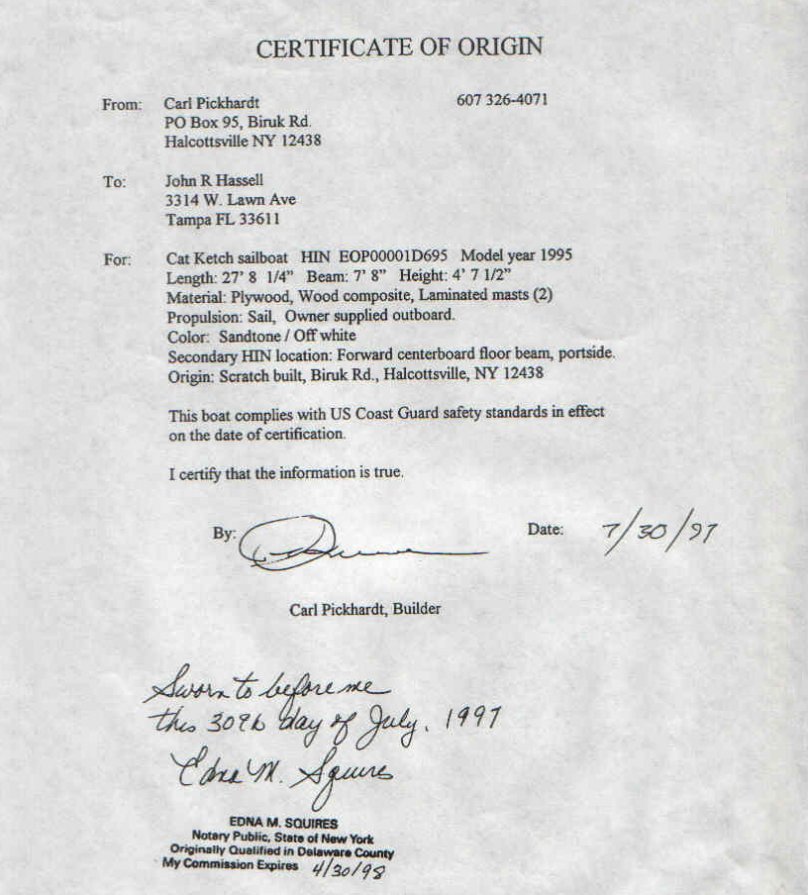 CERTIFICATE OF ORIGIN
From: Carl Pickhardt 607 326-4071
PO Box 95, Biruk Rd.
Halcottsville NY 12438
To: John R Hassell
3314 W. Lawn Ave
Tampa FL 33611
For: Cat Ketch sailboat HIN EOP00001D695 Model year 1995
Length: 27' 8 1/4" Beam: 7' 8" Height: 4' 7 1/2"
Material: Plywood, Wood composite, Laminated masts (2)
Propulsion: Sail, Owner supplied outboard.
Color: Sandtone / Off white
Secondary HIN location: Forward centerboard floor beam, portside.
Origin: Scratch built, Biruk Rd., Halcottsville, NY 12438
This boat complies with US Coast Guard safety standards in effect
on the date of certification.
I certify that the information is true.
By: Date: 7/30/97
Carl Pickhardt, Builder
Sworn to before me
this 30th day of July, 1997
Edna M. Squires
EDNA M. SQUIRES
Notary Public, State of New York
Originally Qualified in Delaware County
My Commission Expires 4/30/98